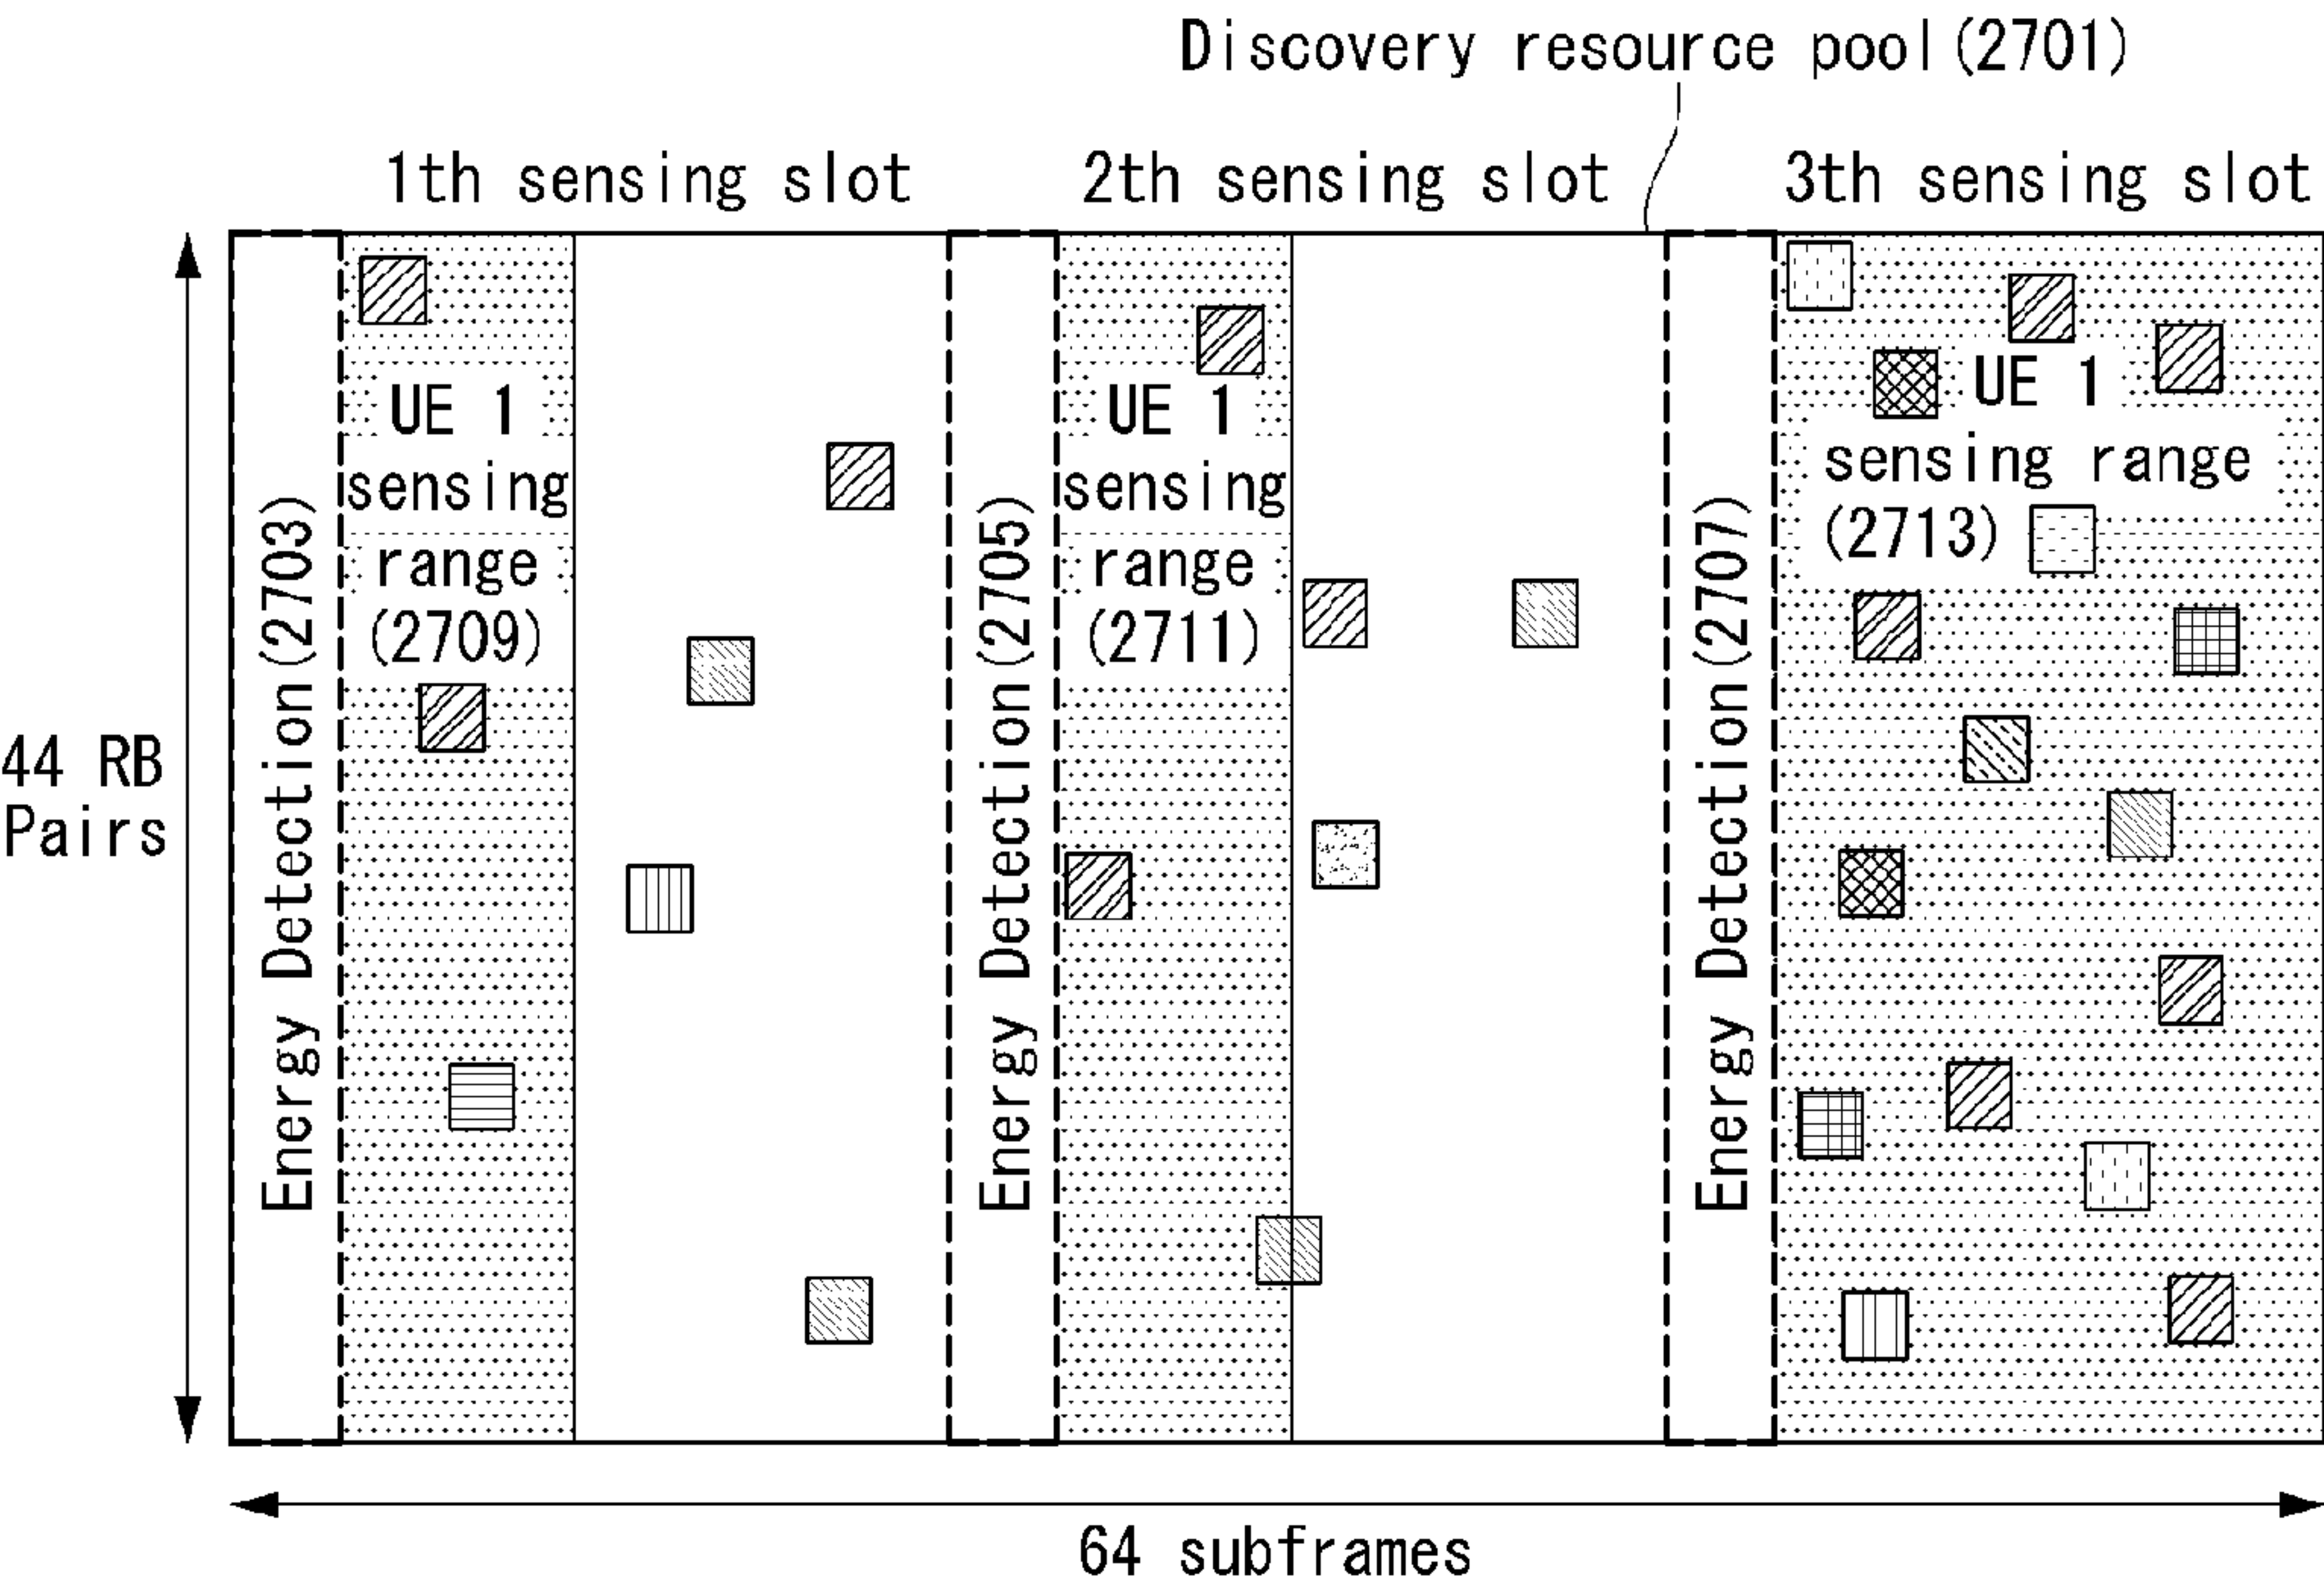 Discovery resource pool(2701)
1th sensing slot
2th sensing slot
3th sensing slot
44 RB
Pairs
Energy Detection(2703)
UE 1
sensing
range
(2709)
Energy Detection(2705)
UE 1
sensing
range
(2711)
Energy Detection(2707)
UE 1
sensing range
(2713)
64 subframes